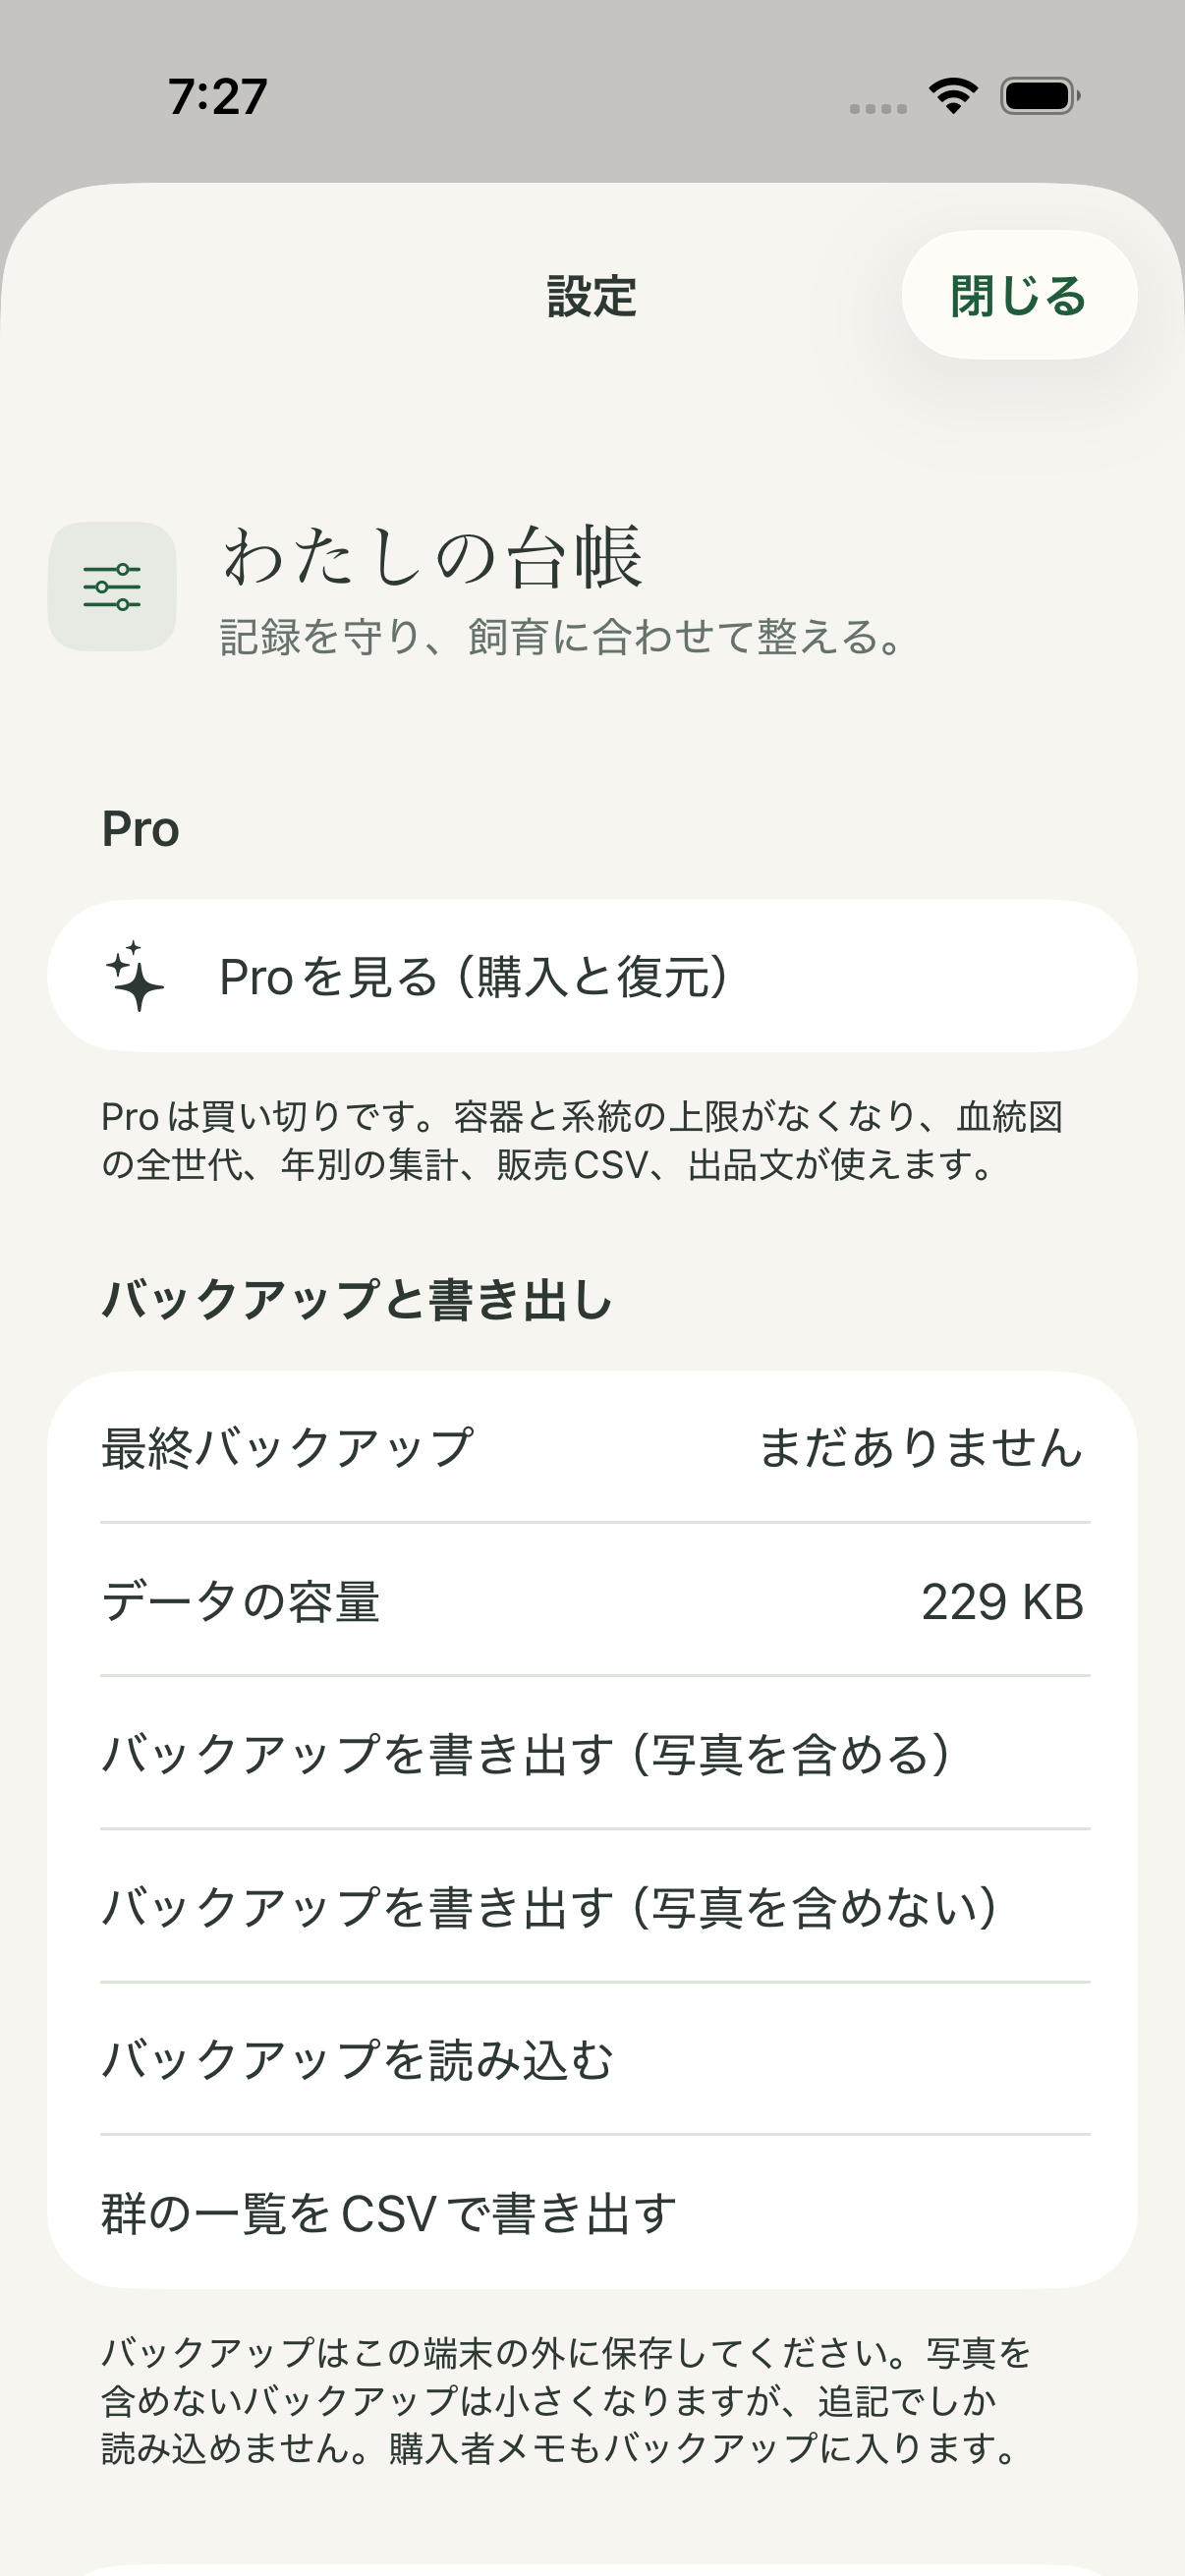 7:27
設定
閉じる
わたしの台帳
記録を守り、飼育に合わせて整える。
Pro
Proを見る（購入と復元）
Proは買い切りです。容器と系統の上限がなくなり、血統図
の全世代、年別の集計、販売CSV、出品文が使えます。
バックアップと書き出し
最終バックアップ まだありません
データの容量 229 KB
バックアップを書き出す（写真を含める）
バックアップを書き出す（写真を含めない）
バックアップを読み込む
群の一覧をCSVで書き出す
バックアップはこの端末の外に保存してください。写真を
含めないバックアップは小さくなりますが、追記でしか
読み込めません。購入者メモもバックアップに入ります。